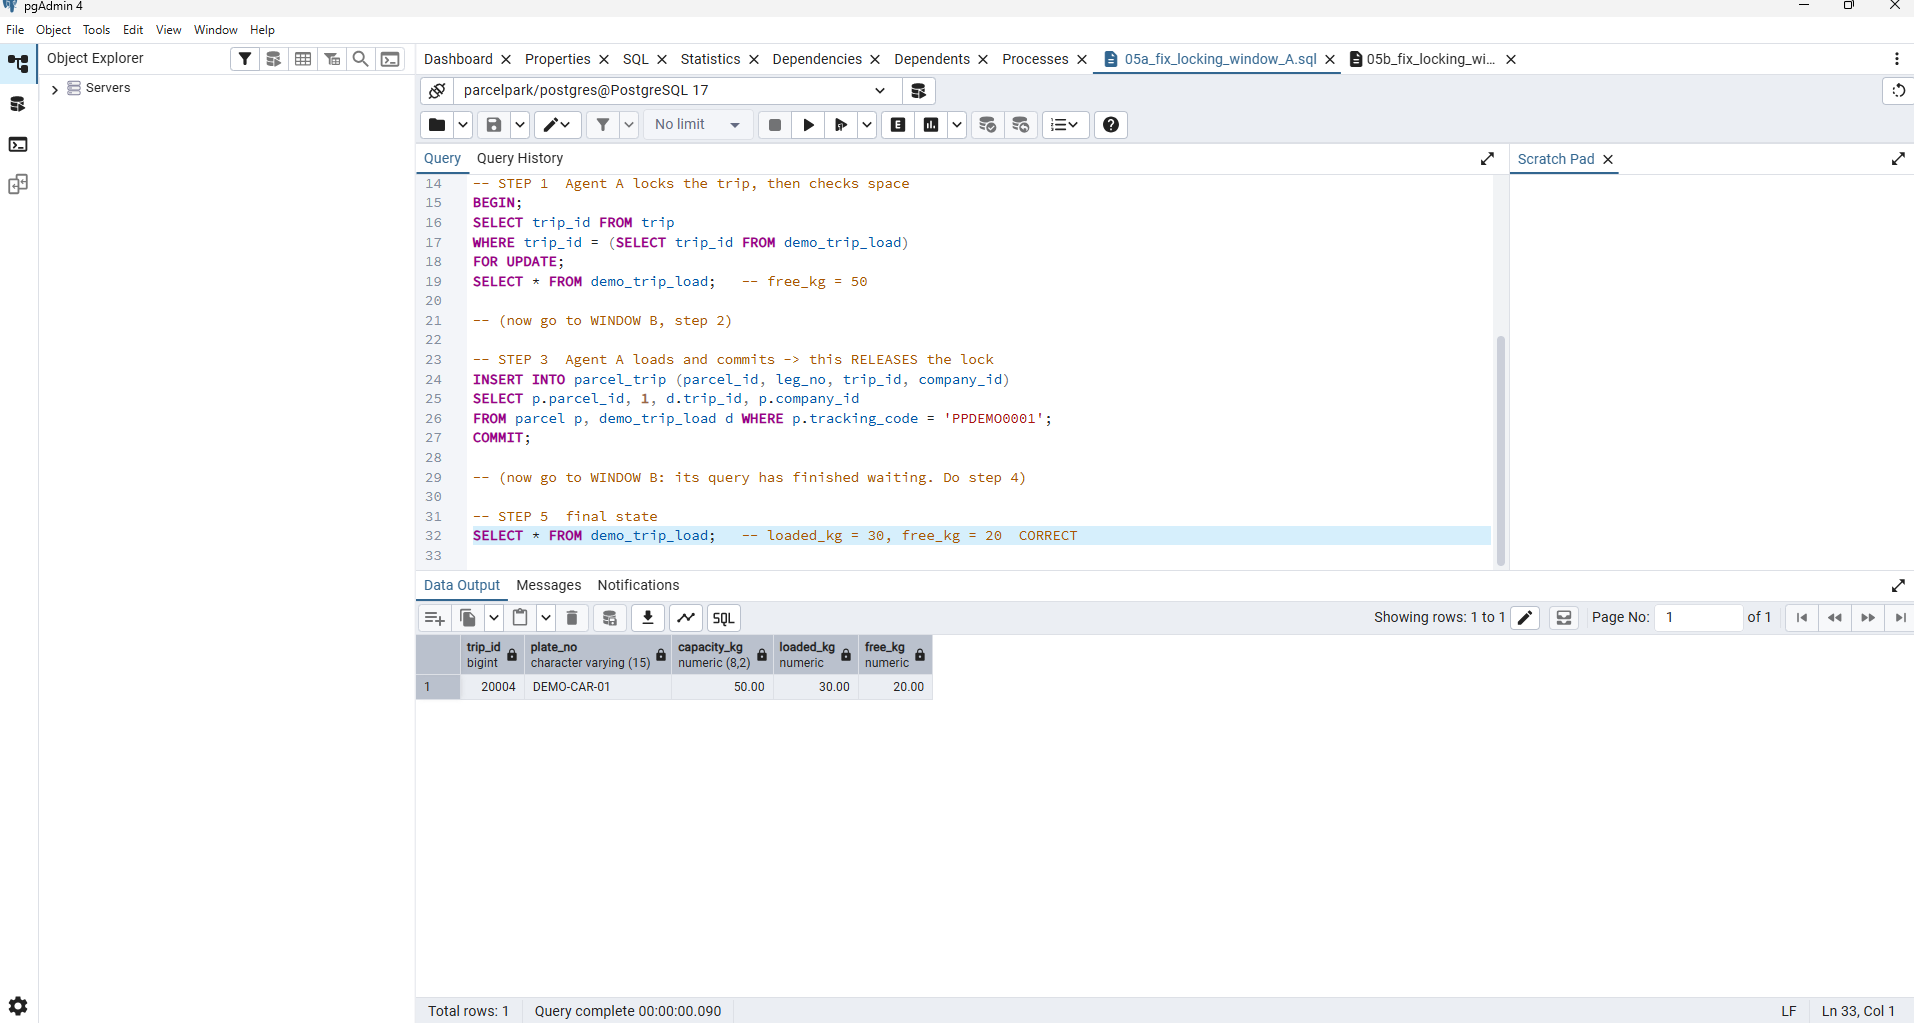 pgAdmin 4
File Object Tools Edit View Window Help
Object Explorer
Servers
Dashboard Properties SQL Statistics Dependencies Dependents Processes 05a_fix_locking_window_A.sql 05b_fix_locking_wi...
parcelpark/postgres@PostgreSQL 17
No limit
E
Query Query History
Scratch Pad
14 -- STEP 1  Agent A locks the trip, then checks space
15 BEGIN;
16 SELECT trip_id FROM trip
17 WHERE trip_id = (SELECT trip_id FROM demo_trip_load)
18 FOR UPDATE;
19 SELECT * FROM demo_trip_load;   -- free_kg = 50
20
21 -- (now go to WINDOW B, step 2)
22
23 -- STEP 3  Agent A loads and commits -> this RELEASES the lock
24 INSERT INTO parcel_trip (parcel_id, leg_no, trip_id, company_id)
25 SELECT p.parcel_id, 1, d.trip_id, p.company_id
26 FROM parcel p, demo_trip_load d WHERE p.tracking_code = 'PPDEMO0001';
27 COMMIT;
28
29 -- (now go to WINDOW B: its query has finished waiting. Do step 4)
30
31 -- STEP 5  final state
32 SELECT * FROM demo_trip_load;   -- loaded_kg = 30, free_kg = 20  CORRECT
33
Data Output Messages Notifications
SQL
Showing rows: 1 to 1 Page No: 1 of 1
trip_id plate_no capacity_kg loaded_kg free_kg
bigint character varying (15) numeric (8,2) numeric numeric
1 20004 DEMO-CAR-01 50.00 30.00 20.00
Total rows: 1 Query complete 00:00:00.090 LF Ln 33, Col 1